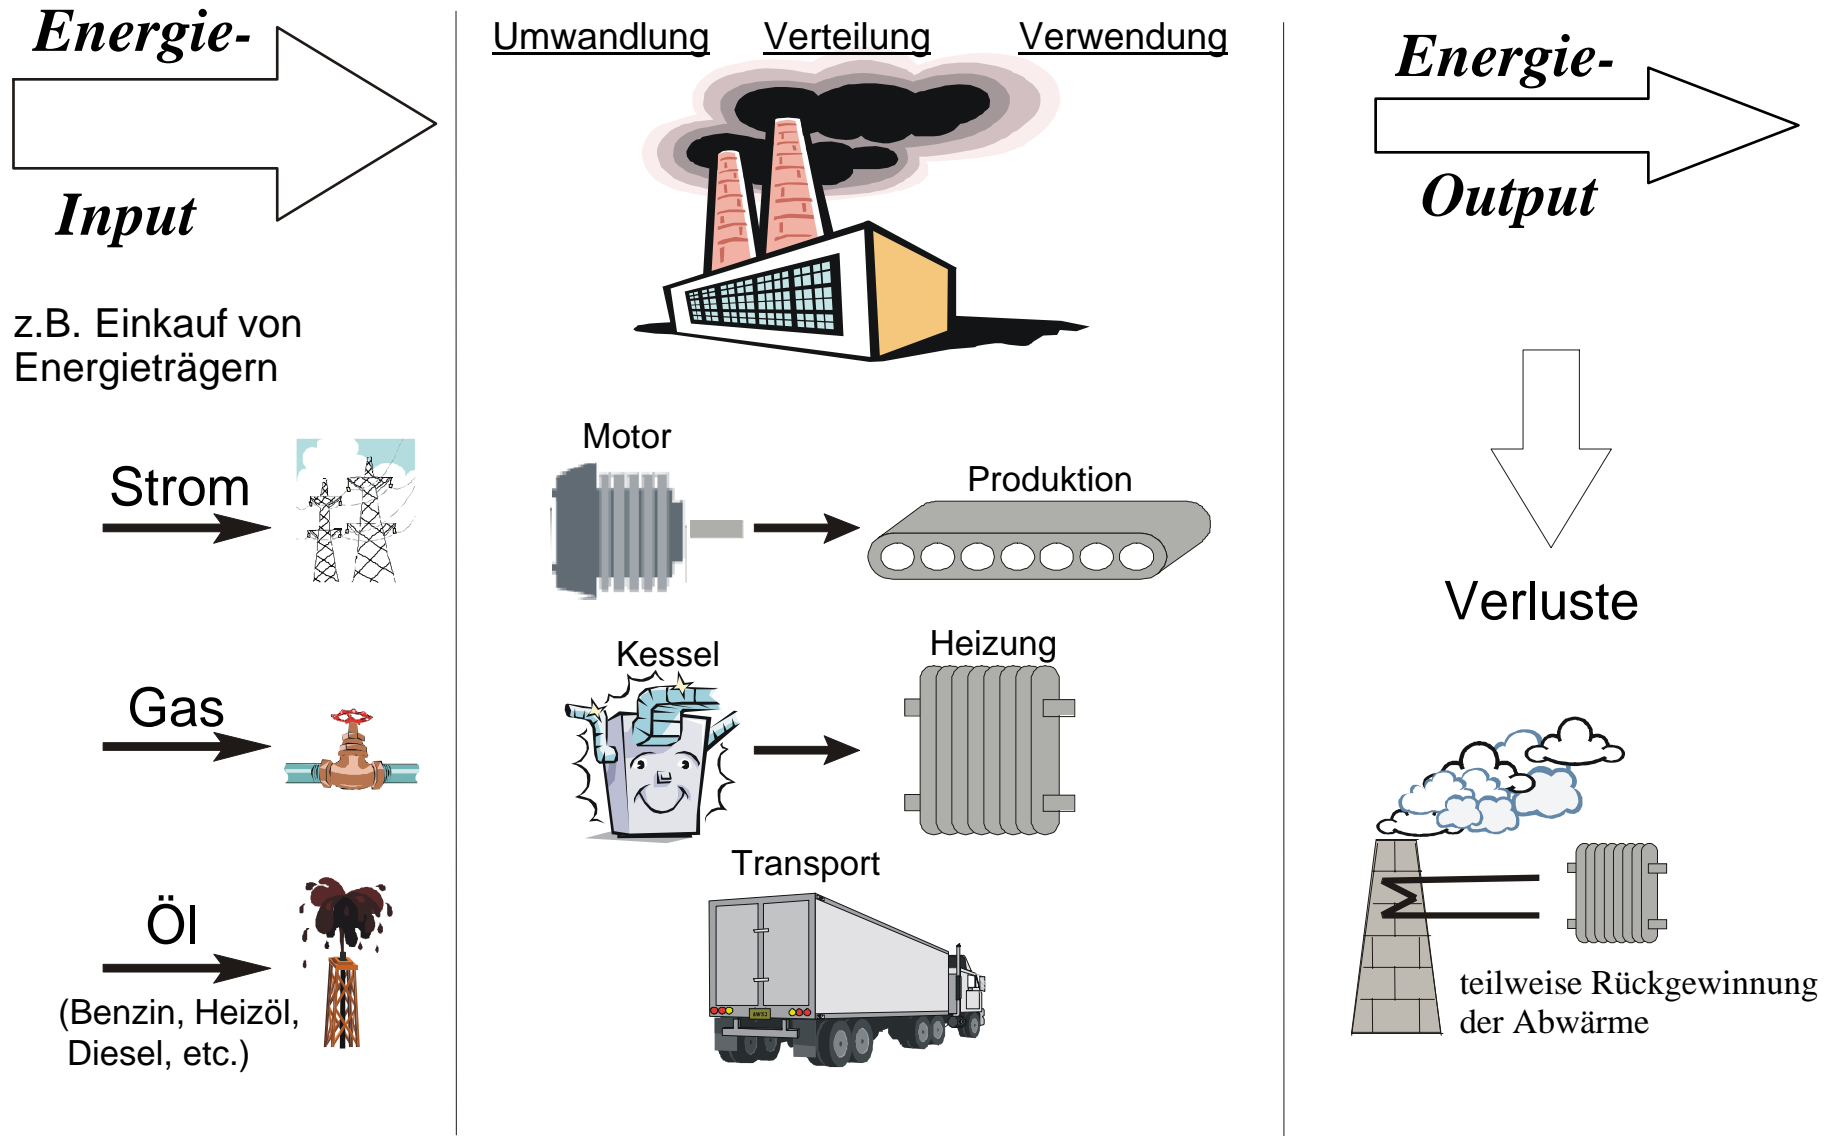 Energie-
Input
z.B. Einkauf von
Energieträgern
Strom
Gas
Öl
(Benzin, Heizöl,
Diesel, etc.)
Umwandlung Verteilung Verwendung
Motor
Produktion
Kessel
Heizung
Transport
Energie-
Output
Verluste
teilweise Rückgewinnung
der Abwärme